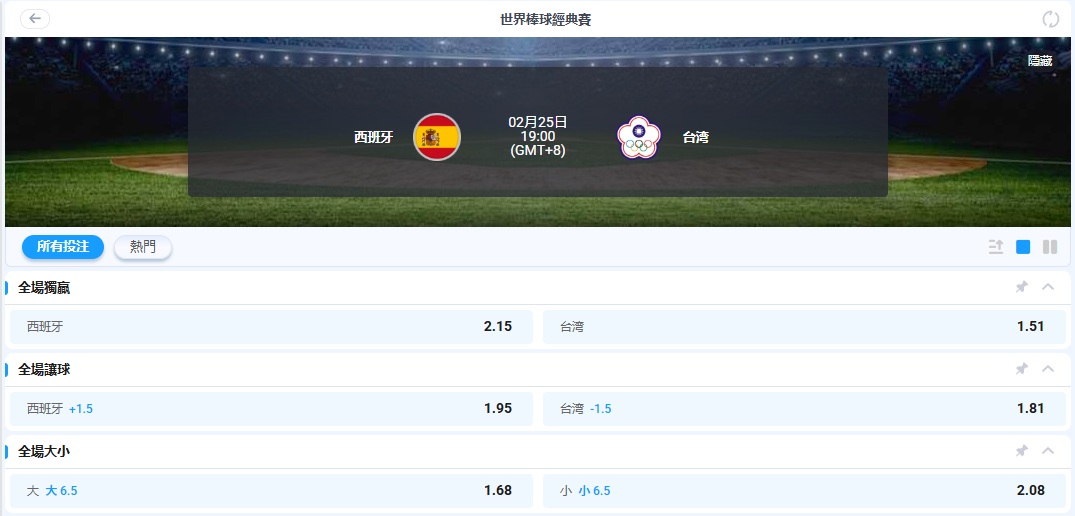 世界棒球經典賽
隱藏
西班牙
02月25日
19:00
(GMT+8)
台湾
所有投注
熱門
全場獨贏
西班牙 2.15 台湾 1.51
全場讓球
西班牙 +1.5 1.95 台湾 -1.5 1.81
全場大小
大 大 6.5 1.68 小 小 6.5 2.08